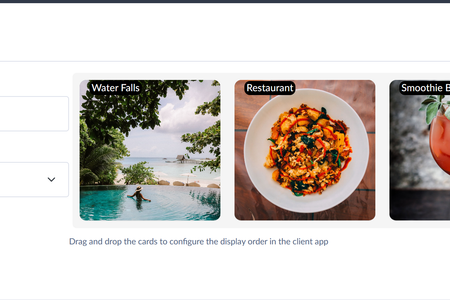 Water Falls
Restaurant
Smoothie
Drag and drop the cards to configure the display order in the client app